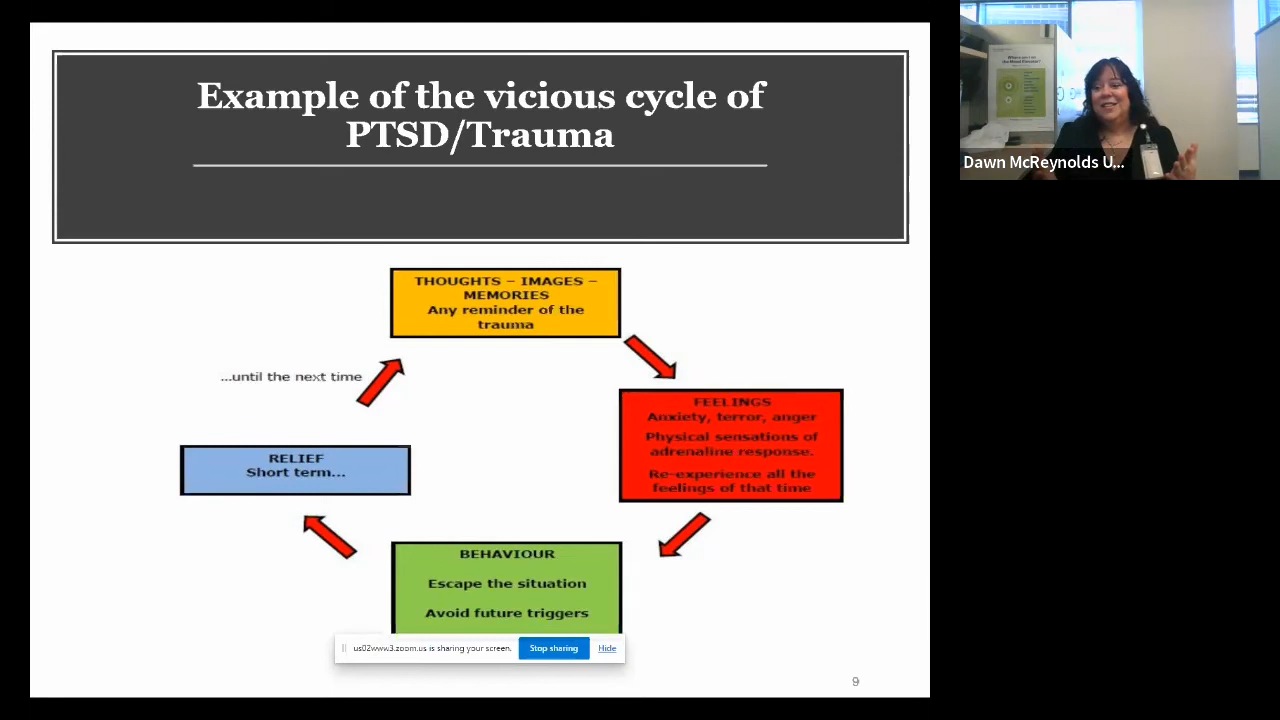 Example of the vicious cycle of
PTSD/Trauma
Dawn McReynolds U...
THOUGHTS – IMAGES –
MEMORIES
Any reminder of the
trauma
...until the next time
FEELINGS
Anxiety, terror, anger
Physical sensations of
adrenaline response.
Re-experience all the
feelings of that time
RELIEF
Short term...
BEHAVIOUR
Escape the situation
Avoid future triggers
us02www.3.zoom.us is sharing your screen.
Stop sharing
Hide
9